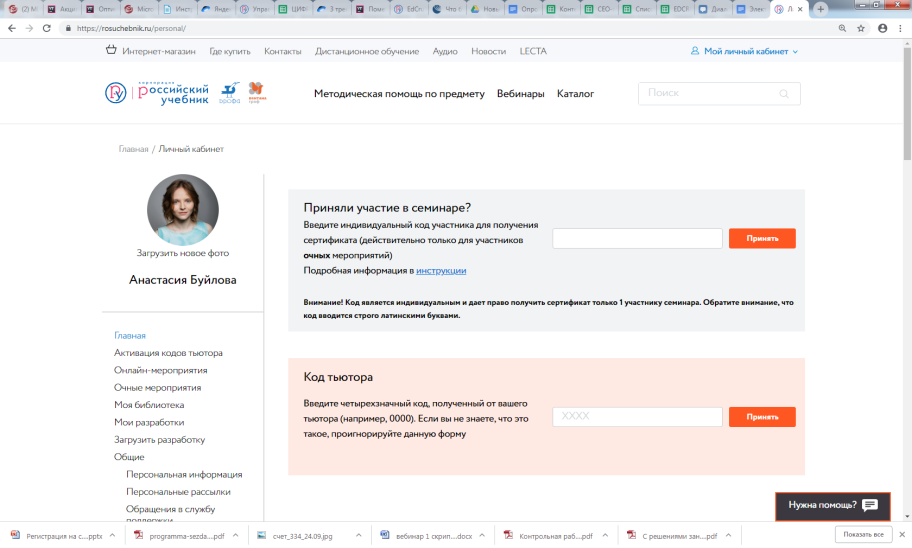 (2) М
Акци
Опти
Micro
Инст
Янде
Упра
ЦИФ
3 тре
Поми
EdCr
Что Ч
Нова
Опро
Конт
СЕО
Спис
EDCR
Диал
Элек
Л
https://rosuchebnik.ru/personal/
Интернет-магазин Где купить Контакты Дистанционное обучение Аудио Новости LECTA Мой личный кабинет
корпорация
российский
учебник
дрофа
вентана
граф
Методическая помощь по предмету Вебинары Каталог Поиск
Главная / Личный кабинет
Загрузить новое фото
Анастасия Буйлова
Главная
Активация кодов тьютора
Онлайн-мероприятия
Очные мероприятия
Моя библиотека
Мои разработки
Загрузить разработку
Общие
Персональная информация
Персональные рассылки
Обращения в службу
поддержки
Приняли участие в семинаре?
Введите индивидуальный код участника для получения
сертификата (действительно только для участников
очных мероприятий)
Подробная информация в инструкции
Принять
Внимание! Код является индивидуальным и дает право получить сертификат только 1 участнику семинара. Обратите внимание, что
код вводится строго латинскими буквами.
Код тьютора
Введите четырехзначный код, полученный от вашего
тьютора (например, 0000). Если вы не знаете, что это
такое, проигнорируйте данную форму
XXXX
Принять
Нужна помощь?
Регистрация на с....pptx
programma-sezda....pdf
счет_334_24.09.jpg
вебинар 1 скрип....docx
Контрольная раб....pdf
С решениями зан....pdf
Показать все